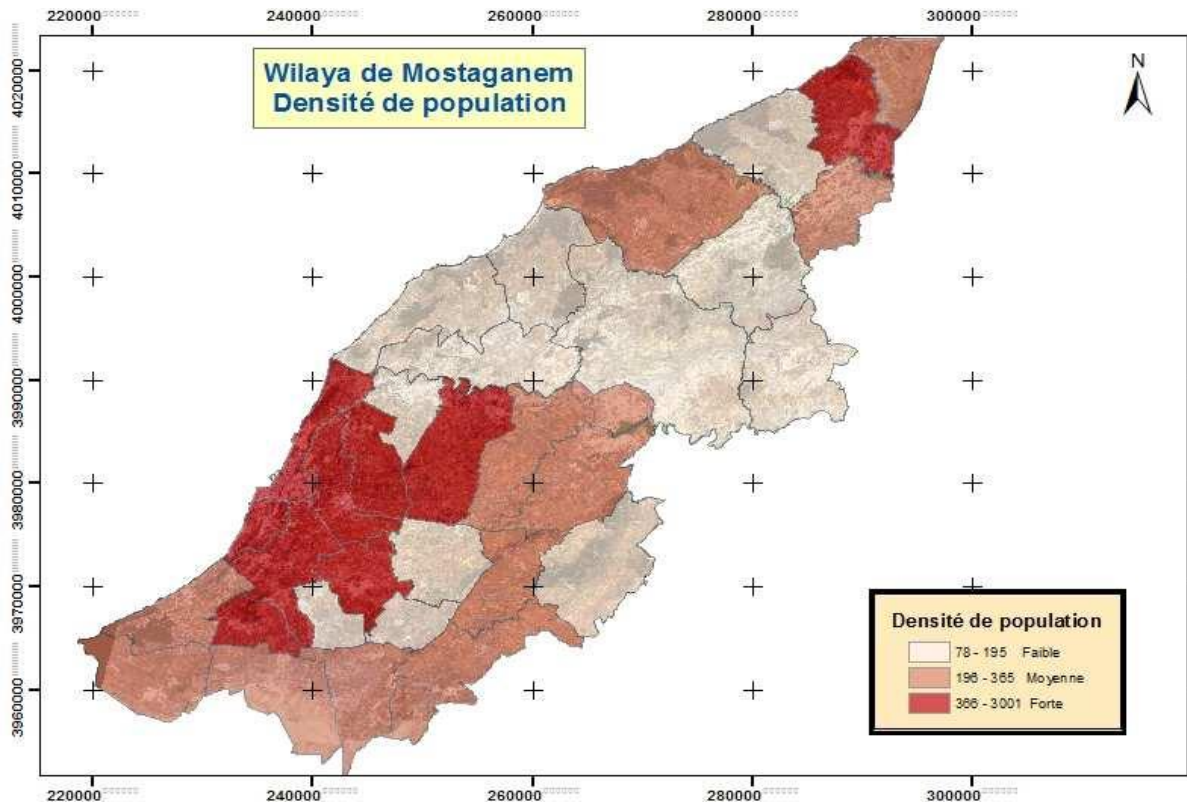 220000 240000 260000 280000 300000
Wilaya de Mostaganem
Densité de population
N
4020000
4010000
4000000
3990000
3980000
3970000
3960000
Densité de population
78 - 195 Faible
196 - 365 Moyenne
366 - 3001 Forte
220000 240000 260000 280000 300000